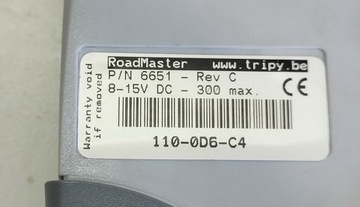 RoadMaster www.tripy.be
P/N 6651 - Rev C
8-15V DC - 300 max.
CE
110-0D6-C4
Warranty void
if removed